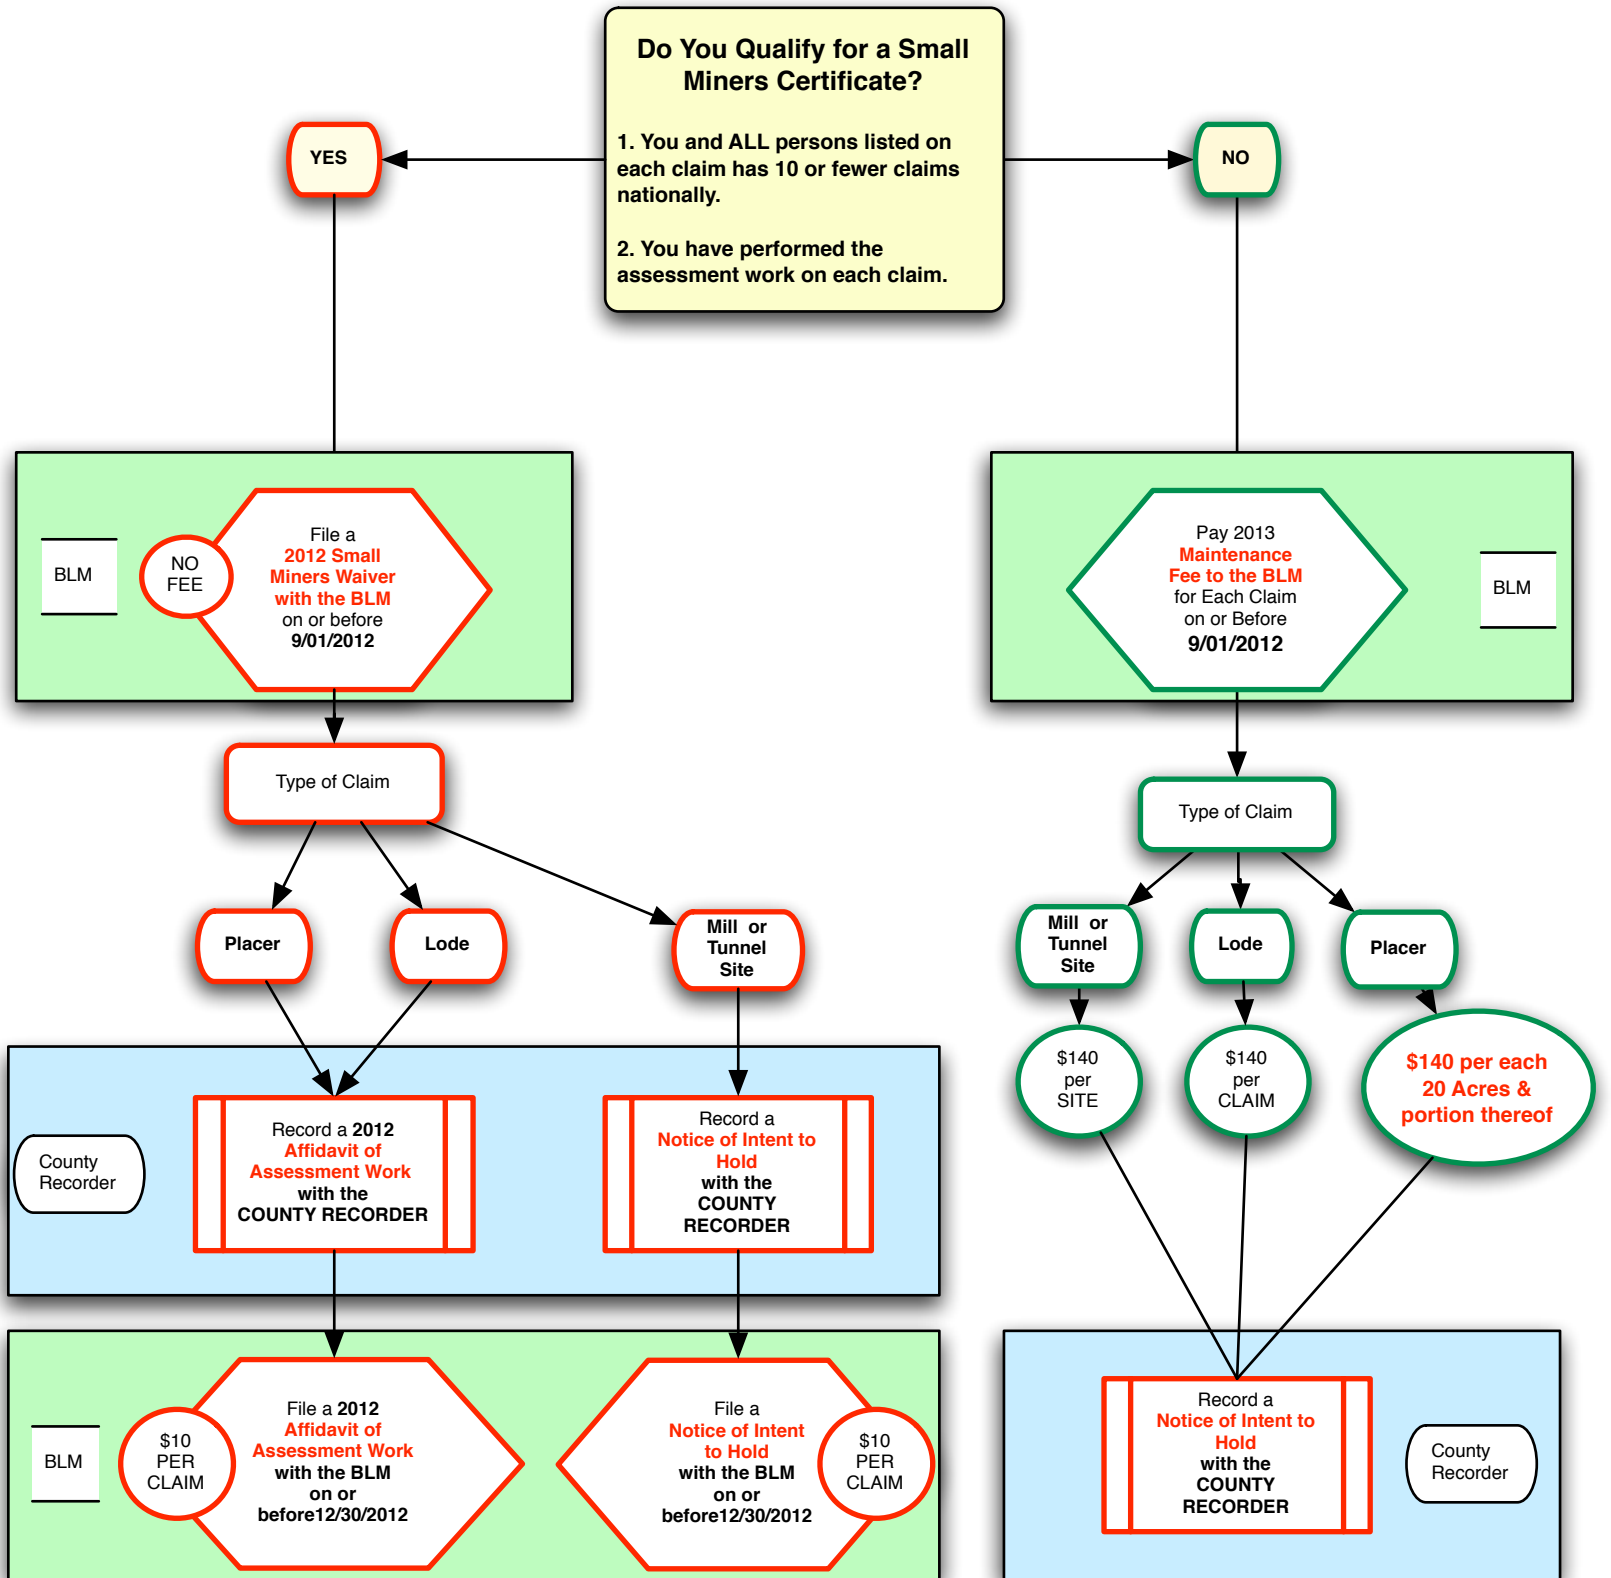 Do You Qualify for a Small
Miners Certificate?
1. You and ALL persons listed on
each claim has 10 or fewer claims
nationally.
2. You have performed the
assessment work on each claim.
YES
NO
BLM
NO
FEE
File a
2012 Small
Miners Waiver
with the BLM
on or before
9/01/2012
Pay 2013
Maintenance
Fee to the BLM
for Each Claim
on or Before
9/01/2012
BLM
Type of Claim
Type of Claim
Placer
Lode
Mill or
Tunnel
Site
Mill or
Tunnel
Site
Lode
Placer
$140
per
SITE
$140
per
CLAIM
$140 per each
20 Acres &
portion thereof
County
Recorder
Record a 2012
Affidavit of
Assessment Work
with the
COUNTY RECORDER
Record a
Notice of Intent to
Hold
with the
COUNTY
RECORDER
BLM
$10
PER
CLAIM
File a 2012
Affidavit of
Assessment Work
with the BLM
on or
before12/30/2012
File a
Notice of Intent
to Hold
with the BLM
on or
before12/30/2012
$10
PER
CLAIM
Record a
Notice of Intent to
Hold
with the
COUNTY
RECORDER
County
Recorder